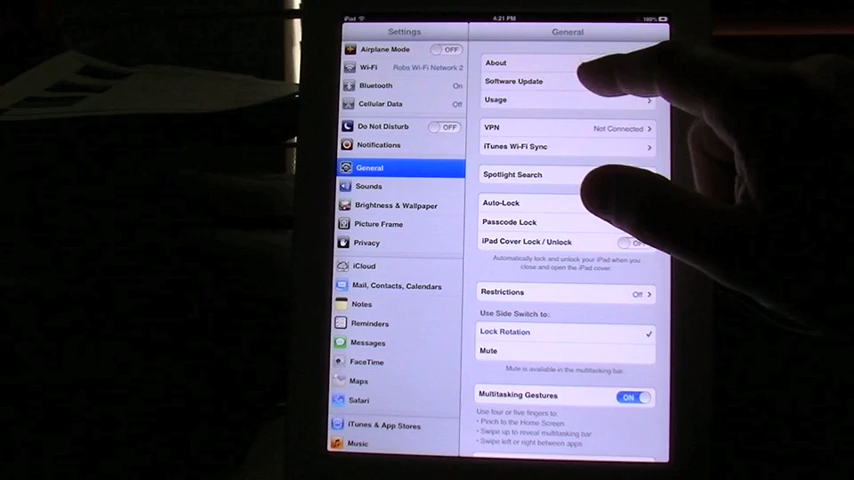 iPad 4:21 PM 100%
Settings
General
Airplane Mode OFF
Wi-Fi Robs Wi-Fi Network 2
Bluetooth On
Cellular Data Off
Do Not Disturb OFF
Notifications
General
Sounds
Brightness & Wallpaper
Picture Frame
Privacy
iCloud
Mail, Contacts, Calendars
Notes
Reminders
Messages
FaceTime
Maps
Safari
iTunes & App Stores
Music
About
Software Update
Usage
VPN Not Connected
iTunes Wi-Fi Sync
Spotlight Search
Auto-Lock
Passcode Lock
iPad Cover Lock / Unlock
Automatically lock and unlock your iPad when you
close and open the iPad cover.
Restrictions Off
Use Side Switch to:
Lock Rotation
Mute
Mute is available in the multitasking bar.
Multitasking Gestures ON
Use four or five fingers to:
• Pinch to the Home Screen
• Swipe up to reveal multitasking bar
• Swipe left or right between apps